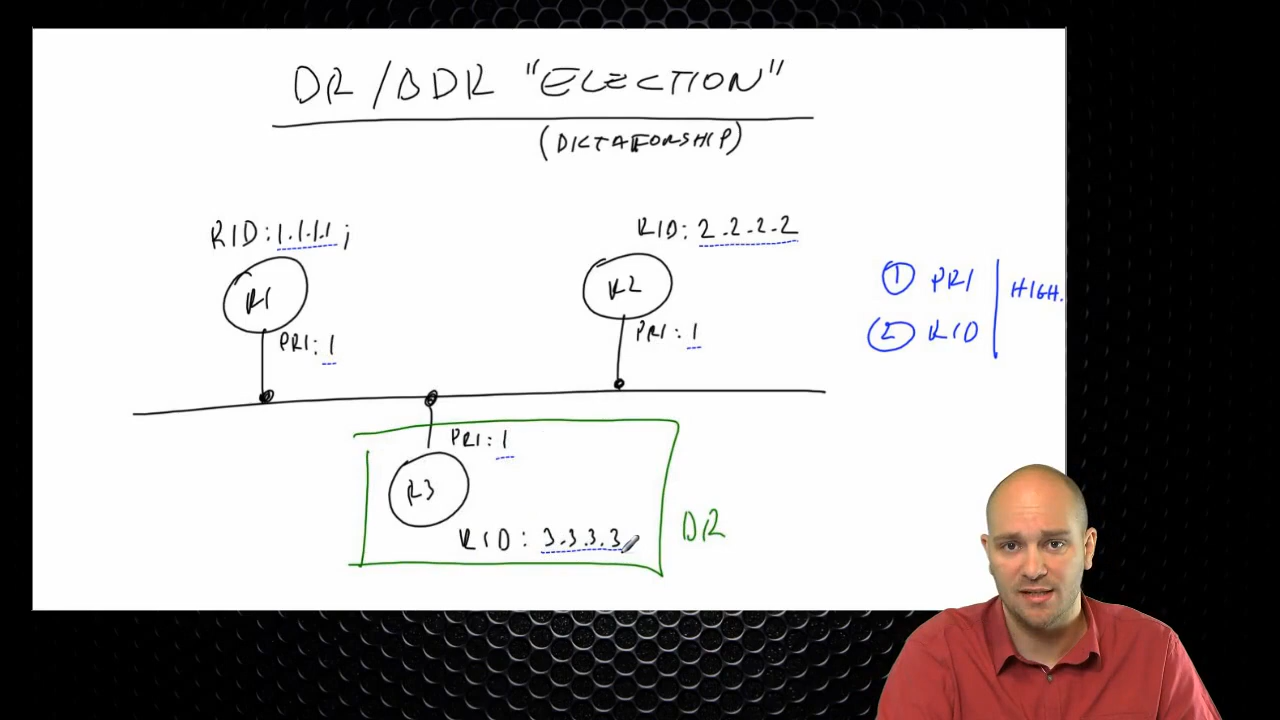 DR/BDR "ELECTION"
(DICTATORSHIP)
RID: 1.1.1.1;
RID: 2.2.2.2
R1
R2
① PRI
HIGH.
② RID
PRI: 1
PRI: 1
PRI: 1
R3
RID: 3.3.3.3
DR